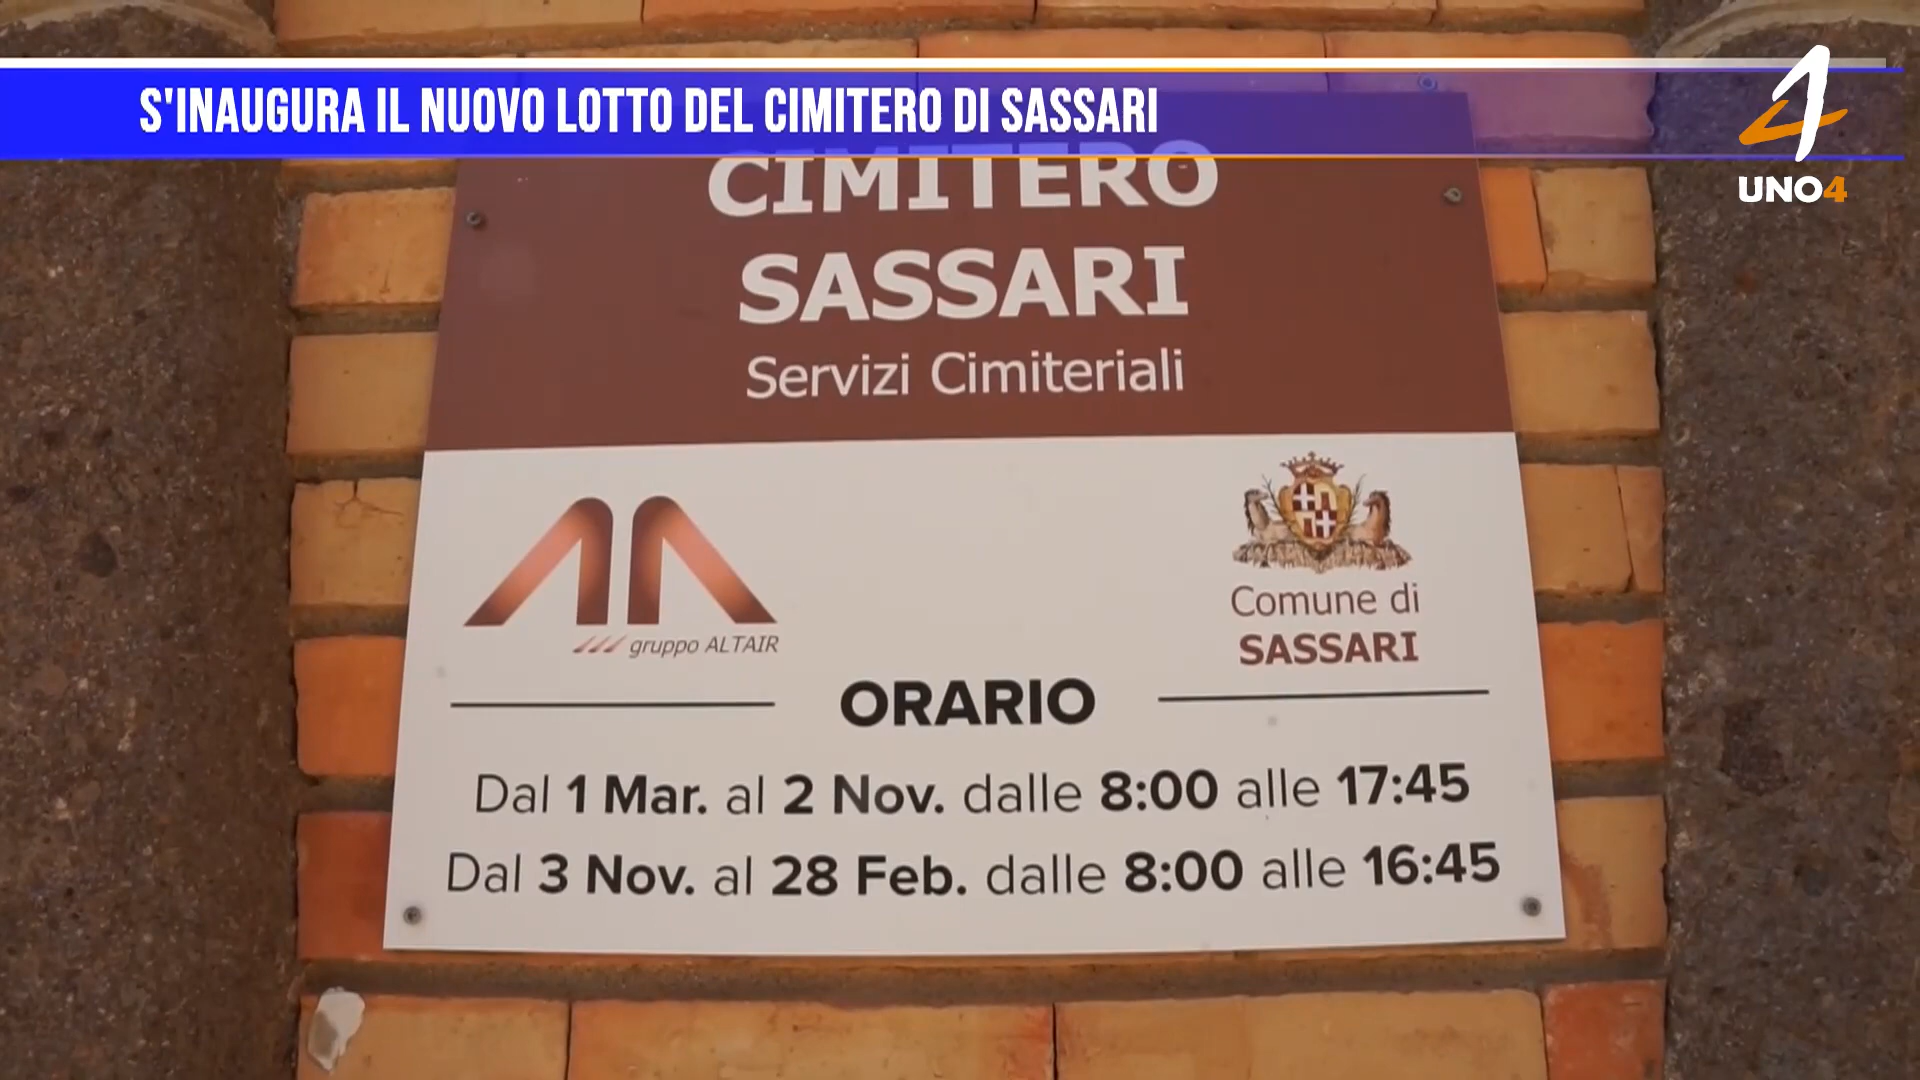 S'INAUGURA IL NUOVO LOTTO DEL CIMITERO DI SASSARI
UNO4
CIMITERO
SASSARI
Servizi Cimiteriali
gruppo ALTAIR
Comune di
SASSARI
ORARIO
Dal 1 Mar. al 2 Nov. dalle 8:00 alle 17:45
Dal 3 Nov. al 28 Feb. dalle 8:00 alle 16:45